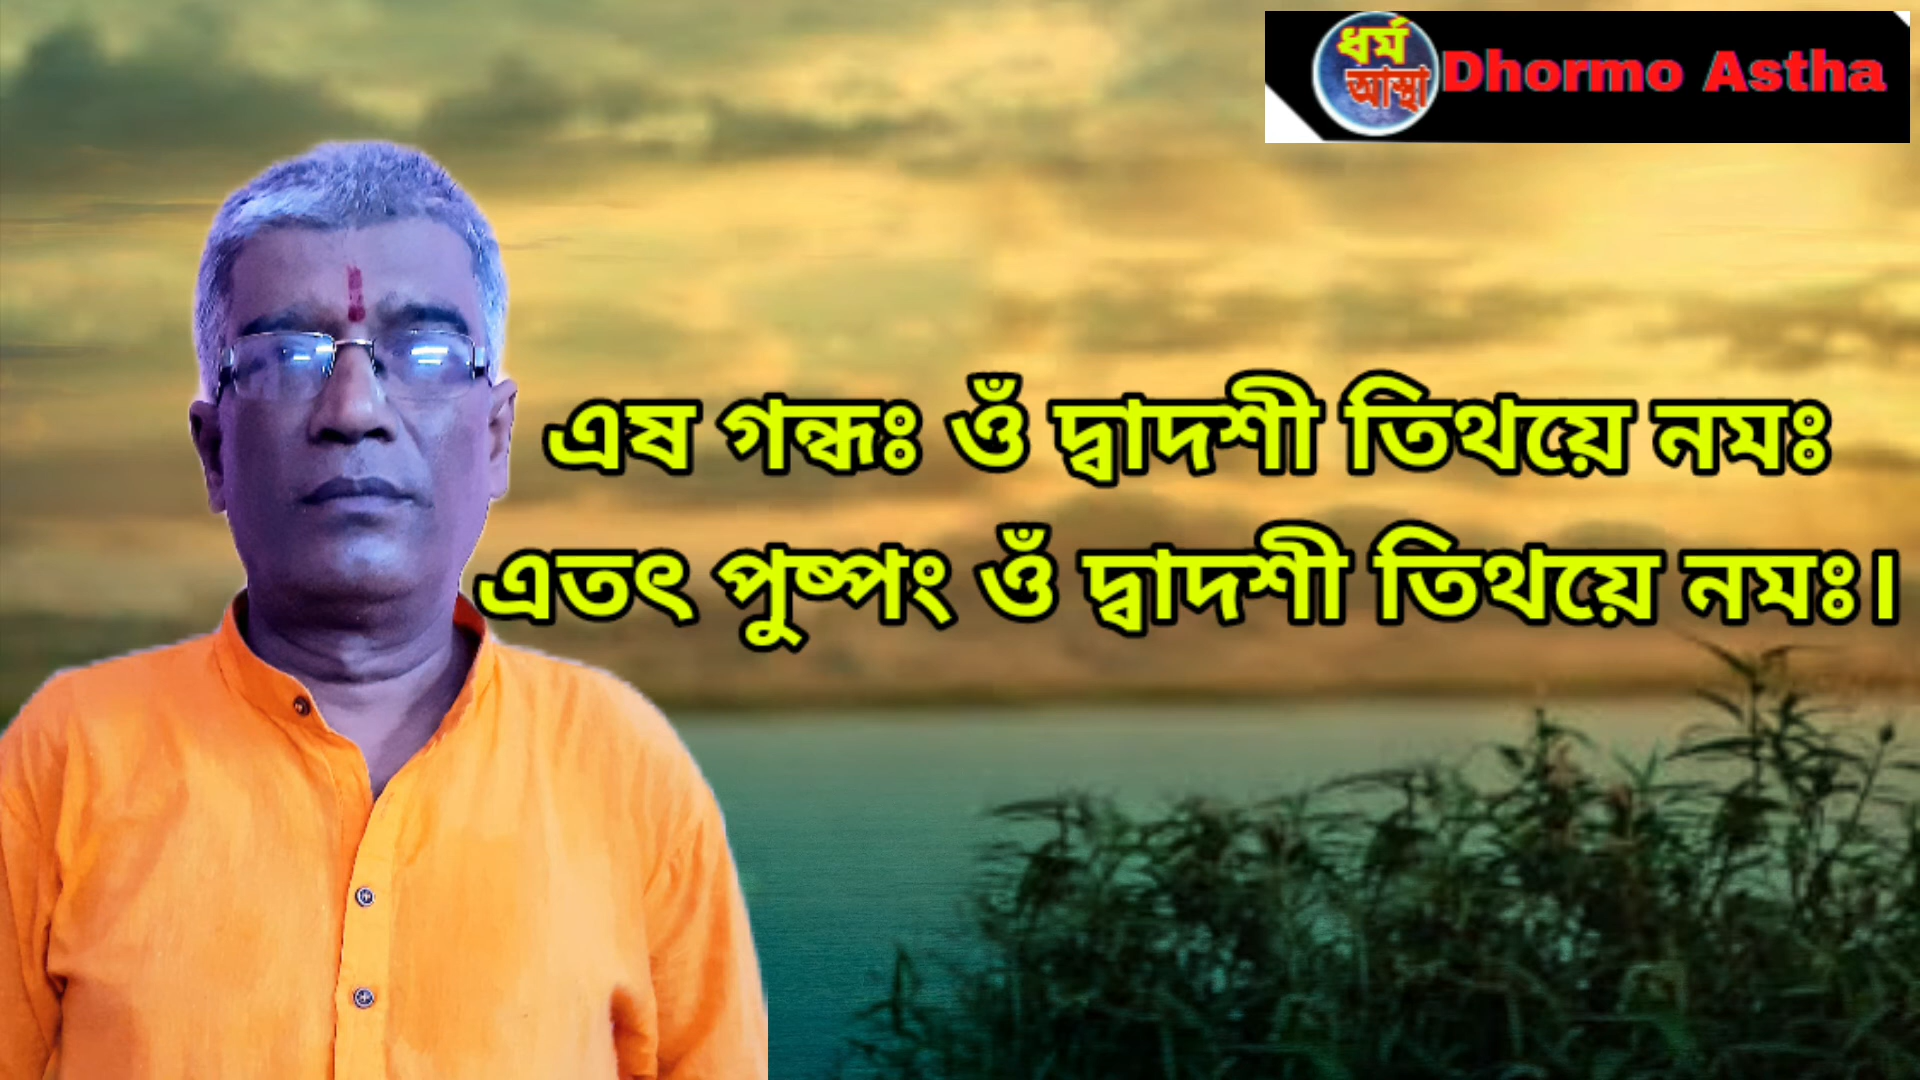 ধর্ম
আস্থা
Dhormo Astha
এষ গন্ধঃ ওঁ দ্বাদশী তিথয়ে নমঃ
এতৎ পুষ্পং ওঁ দ্বাদশী তিথয়ে নমঃ।